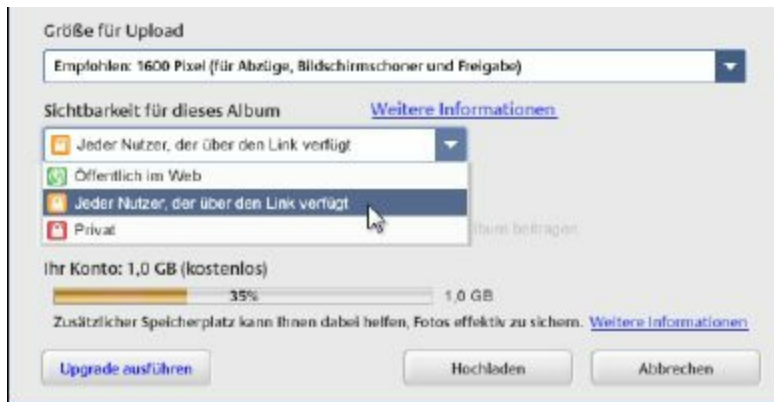 Größe für Upload
Empfohlen: 1600 Pixel (für Abzüge, Bildschirmschoner und Freigabe)
Sichtbarkeit für dieses Album Weitere Informationen
Jeder Nutzer, der über den Link verfügt
Öffentlich im Web
Jeder Nutzer, der über den Link verfügt
Privat
beitragen
Ihr Konto: 1,0 GB (kostenlos)
35% 1,0 GB
Zusätzlicher Speicherplatz kann Ihnen dabei helfen, Fotos effektiv zu sichern. Weitere Informationen
Upgrade ausführen Hochladen Abbrechen